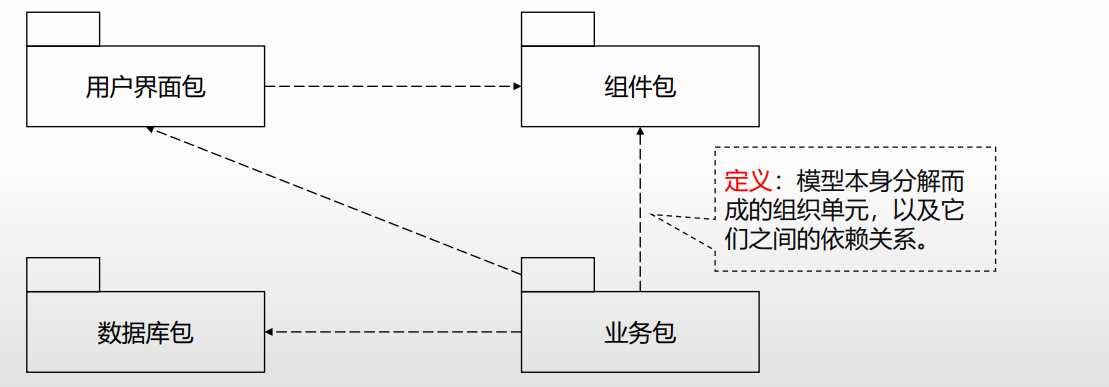 用户界面包
组件包
定义：模型本身分解而
成的组织单元，以及它
们之间的依赖关系。
数据库包
业务包